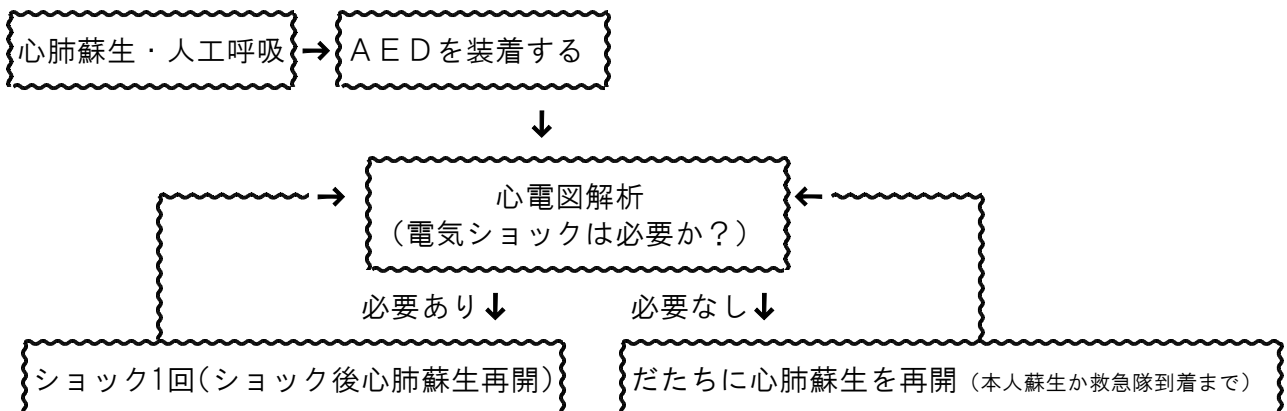 心肺蘇生・人工呼吸
→
ＡＥＤを装着する
↓
心電図解析
（電気ショックは必要か？）
→
←
必要あり↓
必要なし↓
ショック1回(ショック後心肺蘇生再開)
だたちに心肺蘇生を再開（本人蘇生か救急隊到着まで）